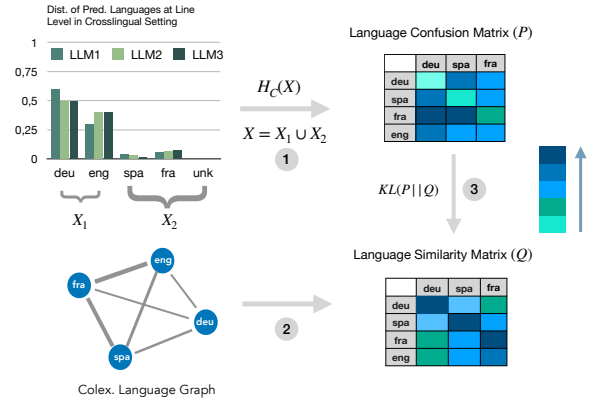 Dist. of Pred. Languages at Line
Level in Crosslingual Setting
1
0,75
0,5
0,25
0
LLM1 LLM2 LLM3
deu eng spa fra unk
X₁ X₂
H_C(X)
X = X₁ ∪ X₂
1
Language Confusion Matrix (P)
deu spa fra
deu
spa
fra
eng
KL(P||Q)
3
Language Similarity Matrix (Q)
deu spa fra
deu
spa
fra
eng
2
eng
fra
deu
spa
Colex. Language Graph